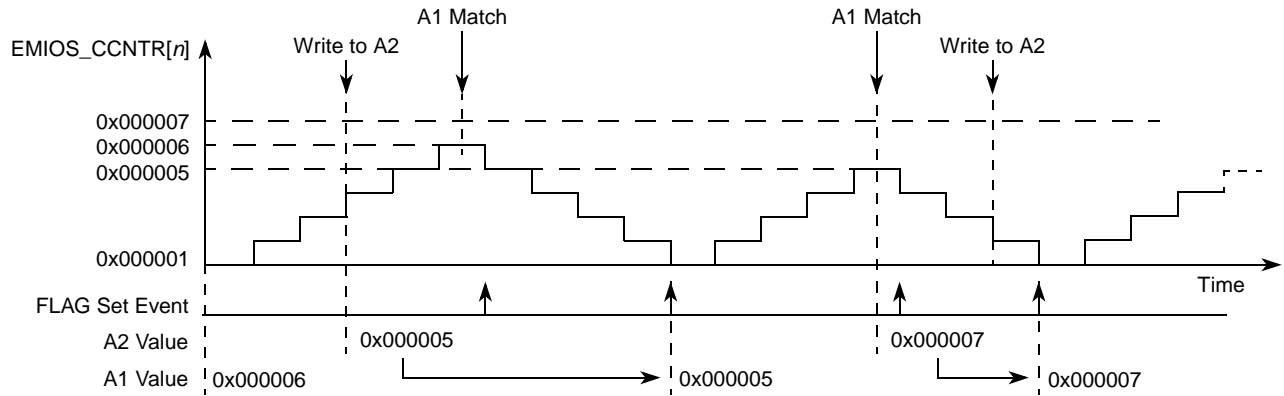 A1 Match
A1 Match
Write to A2
Write to A2
EMIOS_CCNTR[n]
0x000007
0x000006
0x000005
0x000001
Time
FLAG Set Event
A2 Value
0x000005
0x000007
A1 Value
0x000006
0x000005
0x000007